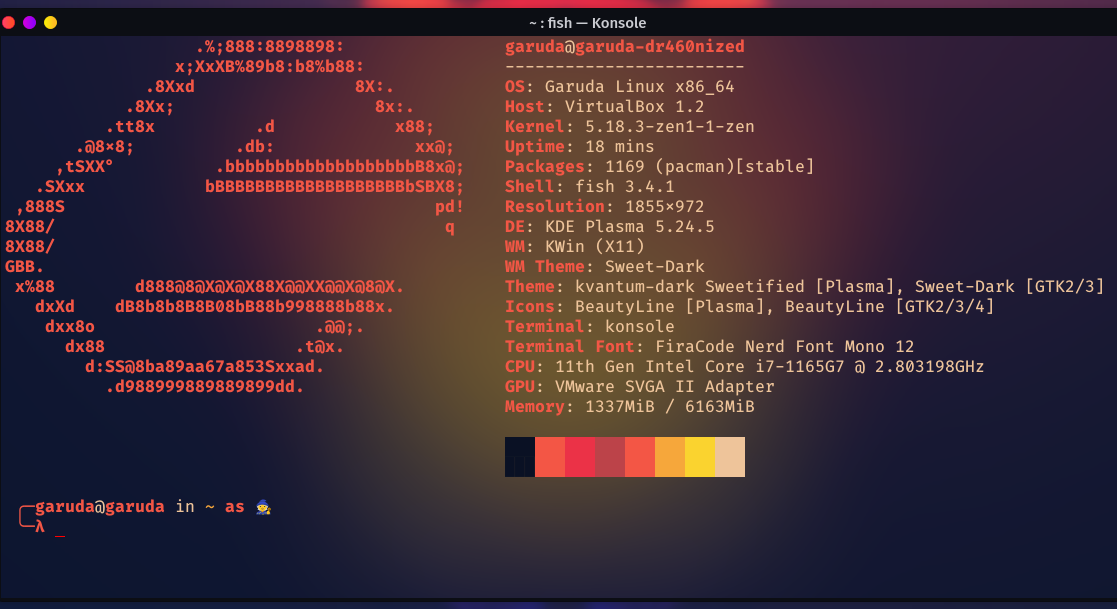 ~ : fish — Konsole
.%;888:8898898:
x;XxXB%89b8:b8%b88:
.8Xxd 8X:.
.8Xx; 8x:.
.tt8x .d x88;
.@8×8; .db: xx@;
,tSXX° .bbbbbbbbbbbbbbbbbbbB8x@;
.SXxx bBBBBBBBBBBBBBBBBBBBbSBX8;
,888S pd!
8X88/ q
8X88/
GBB.
x%88 d888@8@X@X@X88X@@XX@@X@8@X.
dxXd dB8b8b8B8B08bB88b998888b88x.
dxx8o .@@;.
dx88 .t@x.
d:SS@8ba89aa67a853Sxxad.
.d988999889889899dd.
garuda@garuda-dr460nized
------------------------
OS: Garuda Linux x86_64
Host: VirtualBox 1.2
Kernel: 5.18.3-zen1-1-zen
Uptime: 18 mins
Packages: 1169 (pacman)[stable]
Shell: fish 3.4.1
Resolution: 1855×972
DE: KDE Plasma 5.24.5
WM: KWin (X11)
WM Theme: Sweet-Dark
Theme: kvantum-dark Sweetified [Plasma], Sweet-Dark [GTK2/3]
Icons: BeautyLine [Plasma], BeautyLine [GTK2/3/4]
Terminal: konsole
Terminal Font: FiraCode Nerd Font Mono 12
CPU: 11th Gen Intel Core i7-1165G7 @ 2.803198GHz
GPU: VMware SVGA II Adapter
Memory: 1337MiB / 6163MiB
garuda@garuda in ~ as 🧙
λ _